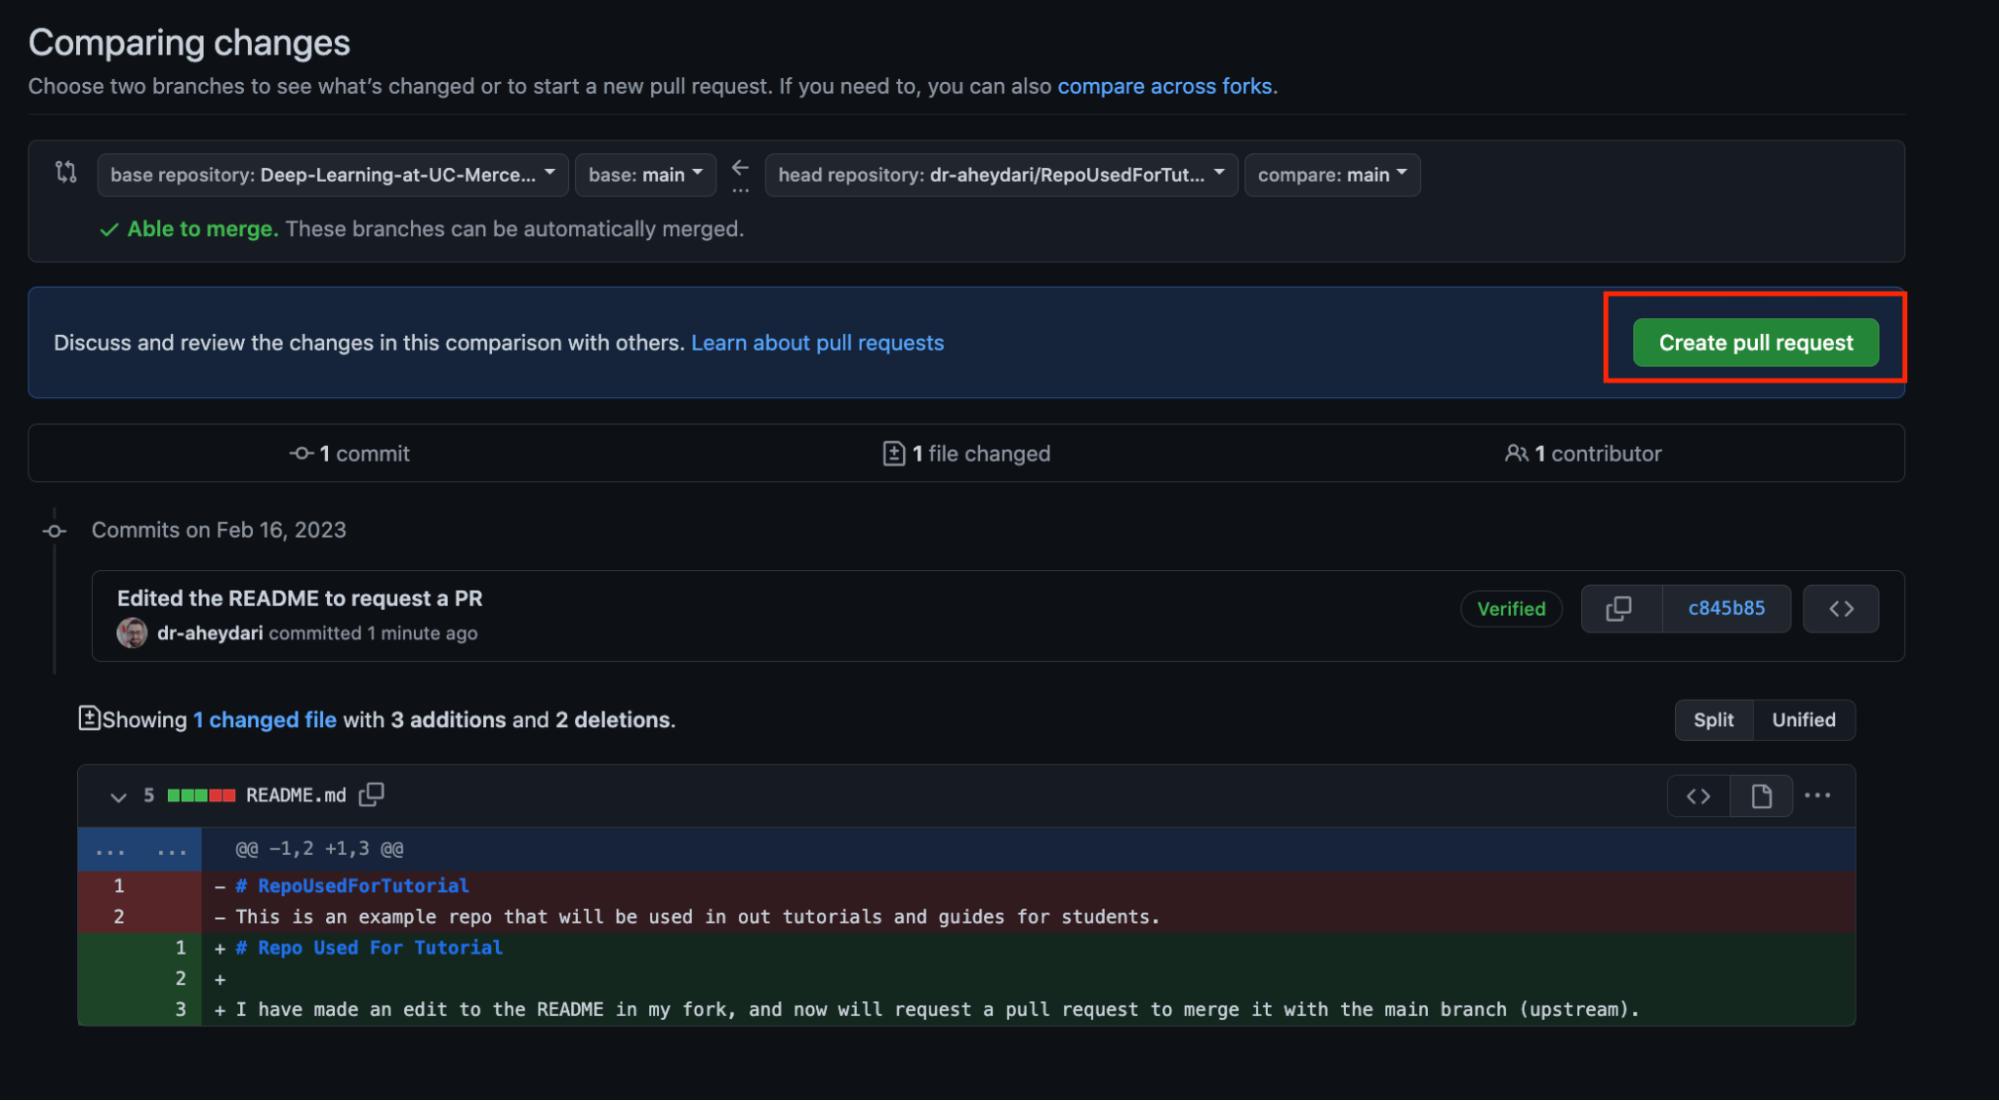 Comparing changes
Choose two branches to see what’s changed or to start a new pull request. If you need to, you can also compare across forks.
base repository: Deep-Learning-at-UC-Merce... base: main ... head repository: dr-aheydari/RepoUsedForTut... compare: main
Able to merge. These branches can be automatically merged.
Discuss and review the changes in this comparison with others. Learn about pull requests Create pull request
1 commit 1 file changed 1 contributor
Commits on Feb 16, 2023
Edited the README to request a PR
dr-aheydari committed 1 minute ago
Verified c845b85
Showing 1 changed file with 3 additions and 2 deletions. Split Unified
5 README.md
... ... @@ -1,2 +1,3 @@
1 - # RepoUsedForTutorial
2 - This is an example repo that will be used in out tutorials and guides for students.
1 + # Repo Used For Tutorial
2 +
3 + I have made an edit to the README in my fork, and now will request a pull request to merge it with the main branch (upstream).